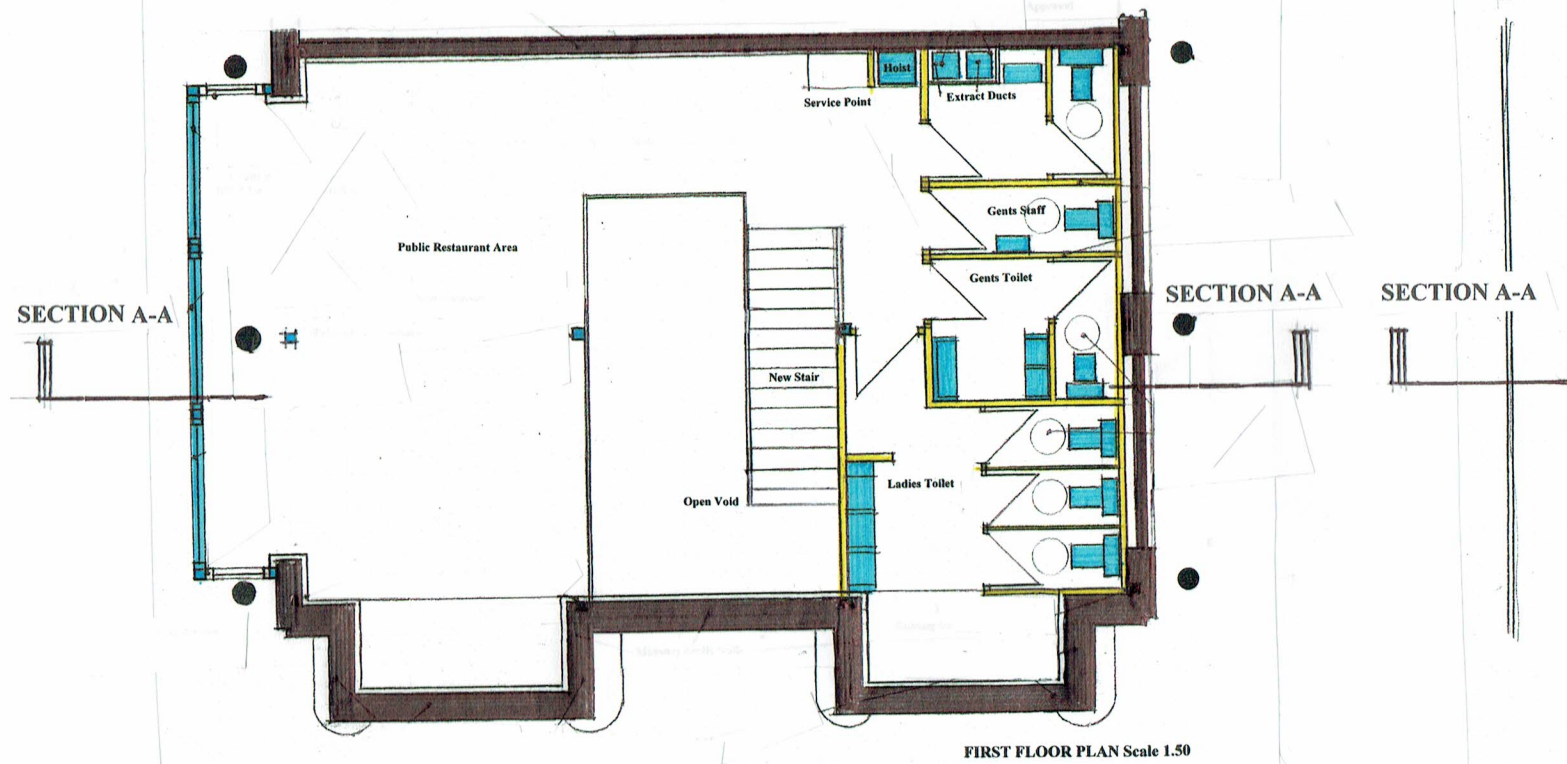 Hoist
Service Point
Extract Ducts
Gents Staff
Public Restaurant Area
Gents Toilet
SECTION A-A
SECTION A-A
SECTION A-A
New Stair
Ladies Toilet
Open Void
FIRST FLOOR PLAN Scale 1.50